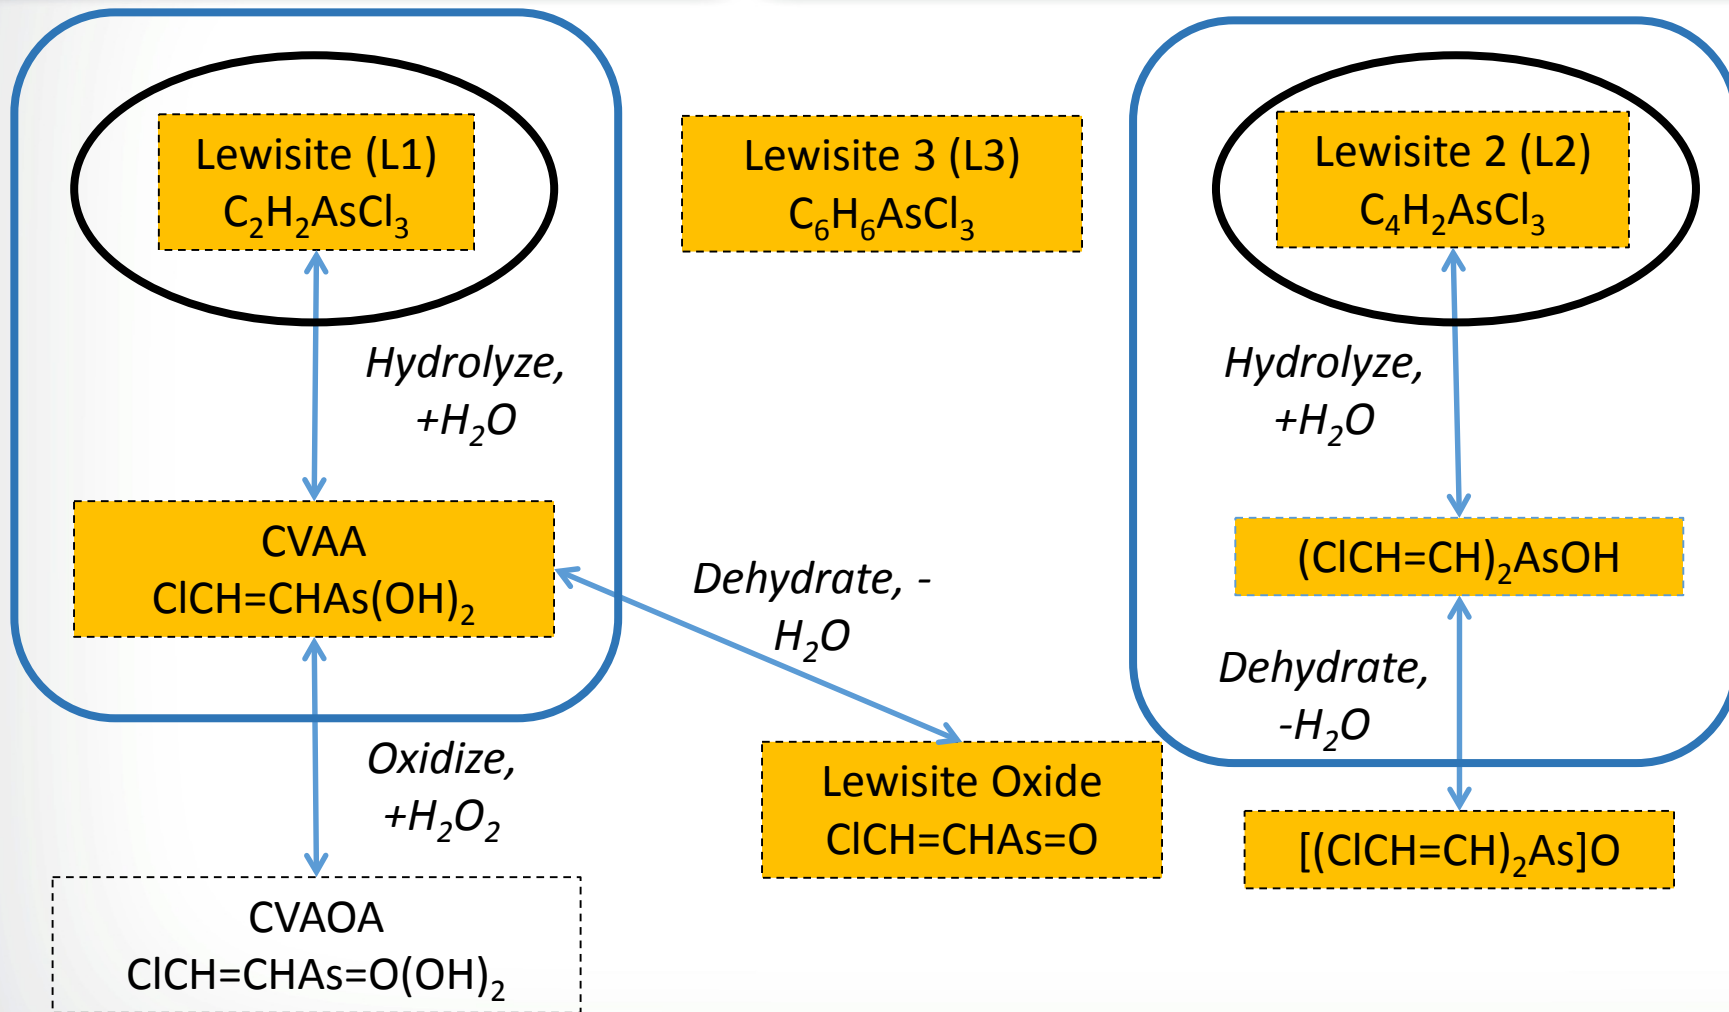 Lewisite (L1)
C₂H₂AsCl₃
Lewisite 3 (L3)
C₆H₆AsCl₃
Lewisite 2 (L2)
C₄H₂AsCl₃
Hydrolyze,
+H₂O
Hydrolyze,
+H₂O
CVAA
ClCH=CHAs(OH)₂
Dehydrate, -
H₂O
(ClCH=CH)₂AsOH
Dehydrate,
-H₂O
Oxidize,
+H₂O₂
Lewisite Oxide
ClCH=CHAs=O
[(ClCH=CH)₂As]O
CVAOA
ClCH=CHAs=O(OH)₂